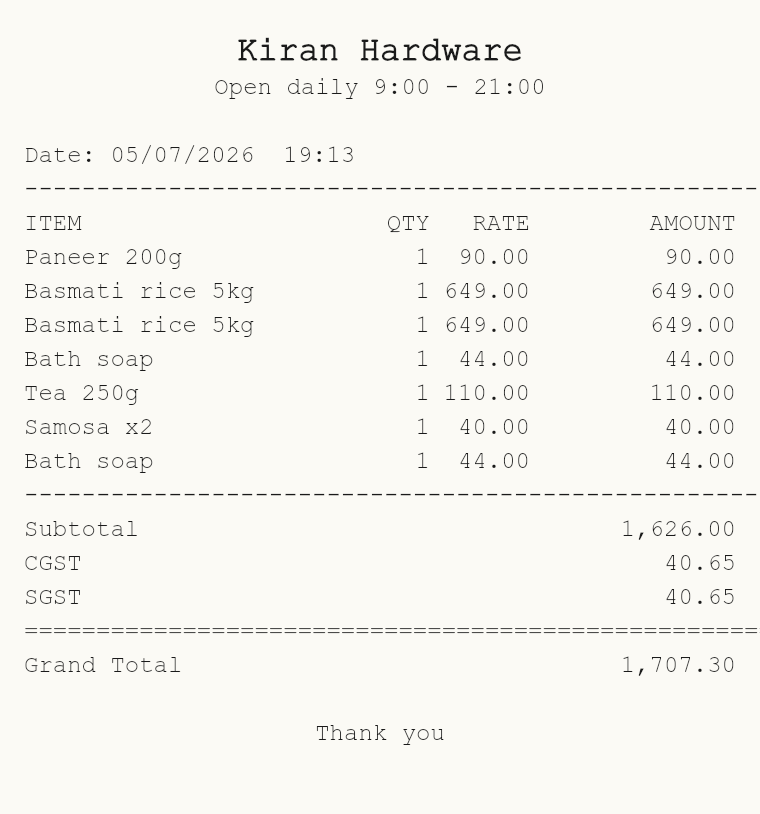 Kiran Hardware
Open daily 9:00 - 21:00
Date: 05/07/2026  19:13
----------------------------------------------------
ITEM QTY RATE AMOUNT
Paneer 200g 1 90.00 90.00
Basmati rice 5kg 1 649.00 649.00
Basmati rice 5kg 1 649.00 649.00
Bath soap 1 44.00 44.00
Tea 250g 1 110.00 110.00
Samosa x2 1 40.00 40.00
Bath soap 1 44.00 44.00
----------------------------------------------------
Subtotal 1,626.00
CGST 40.65
SGST 40.65
====================================================
Grand Total 1,707.30
Thank you